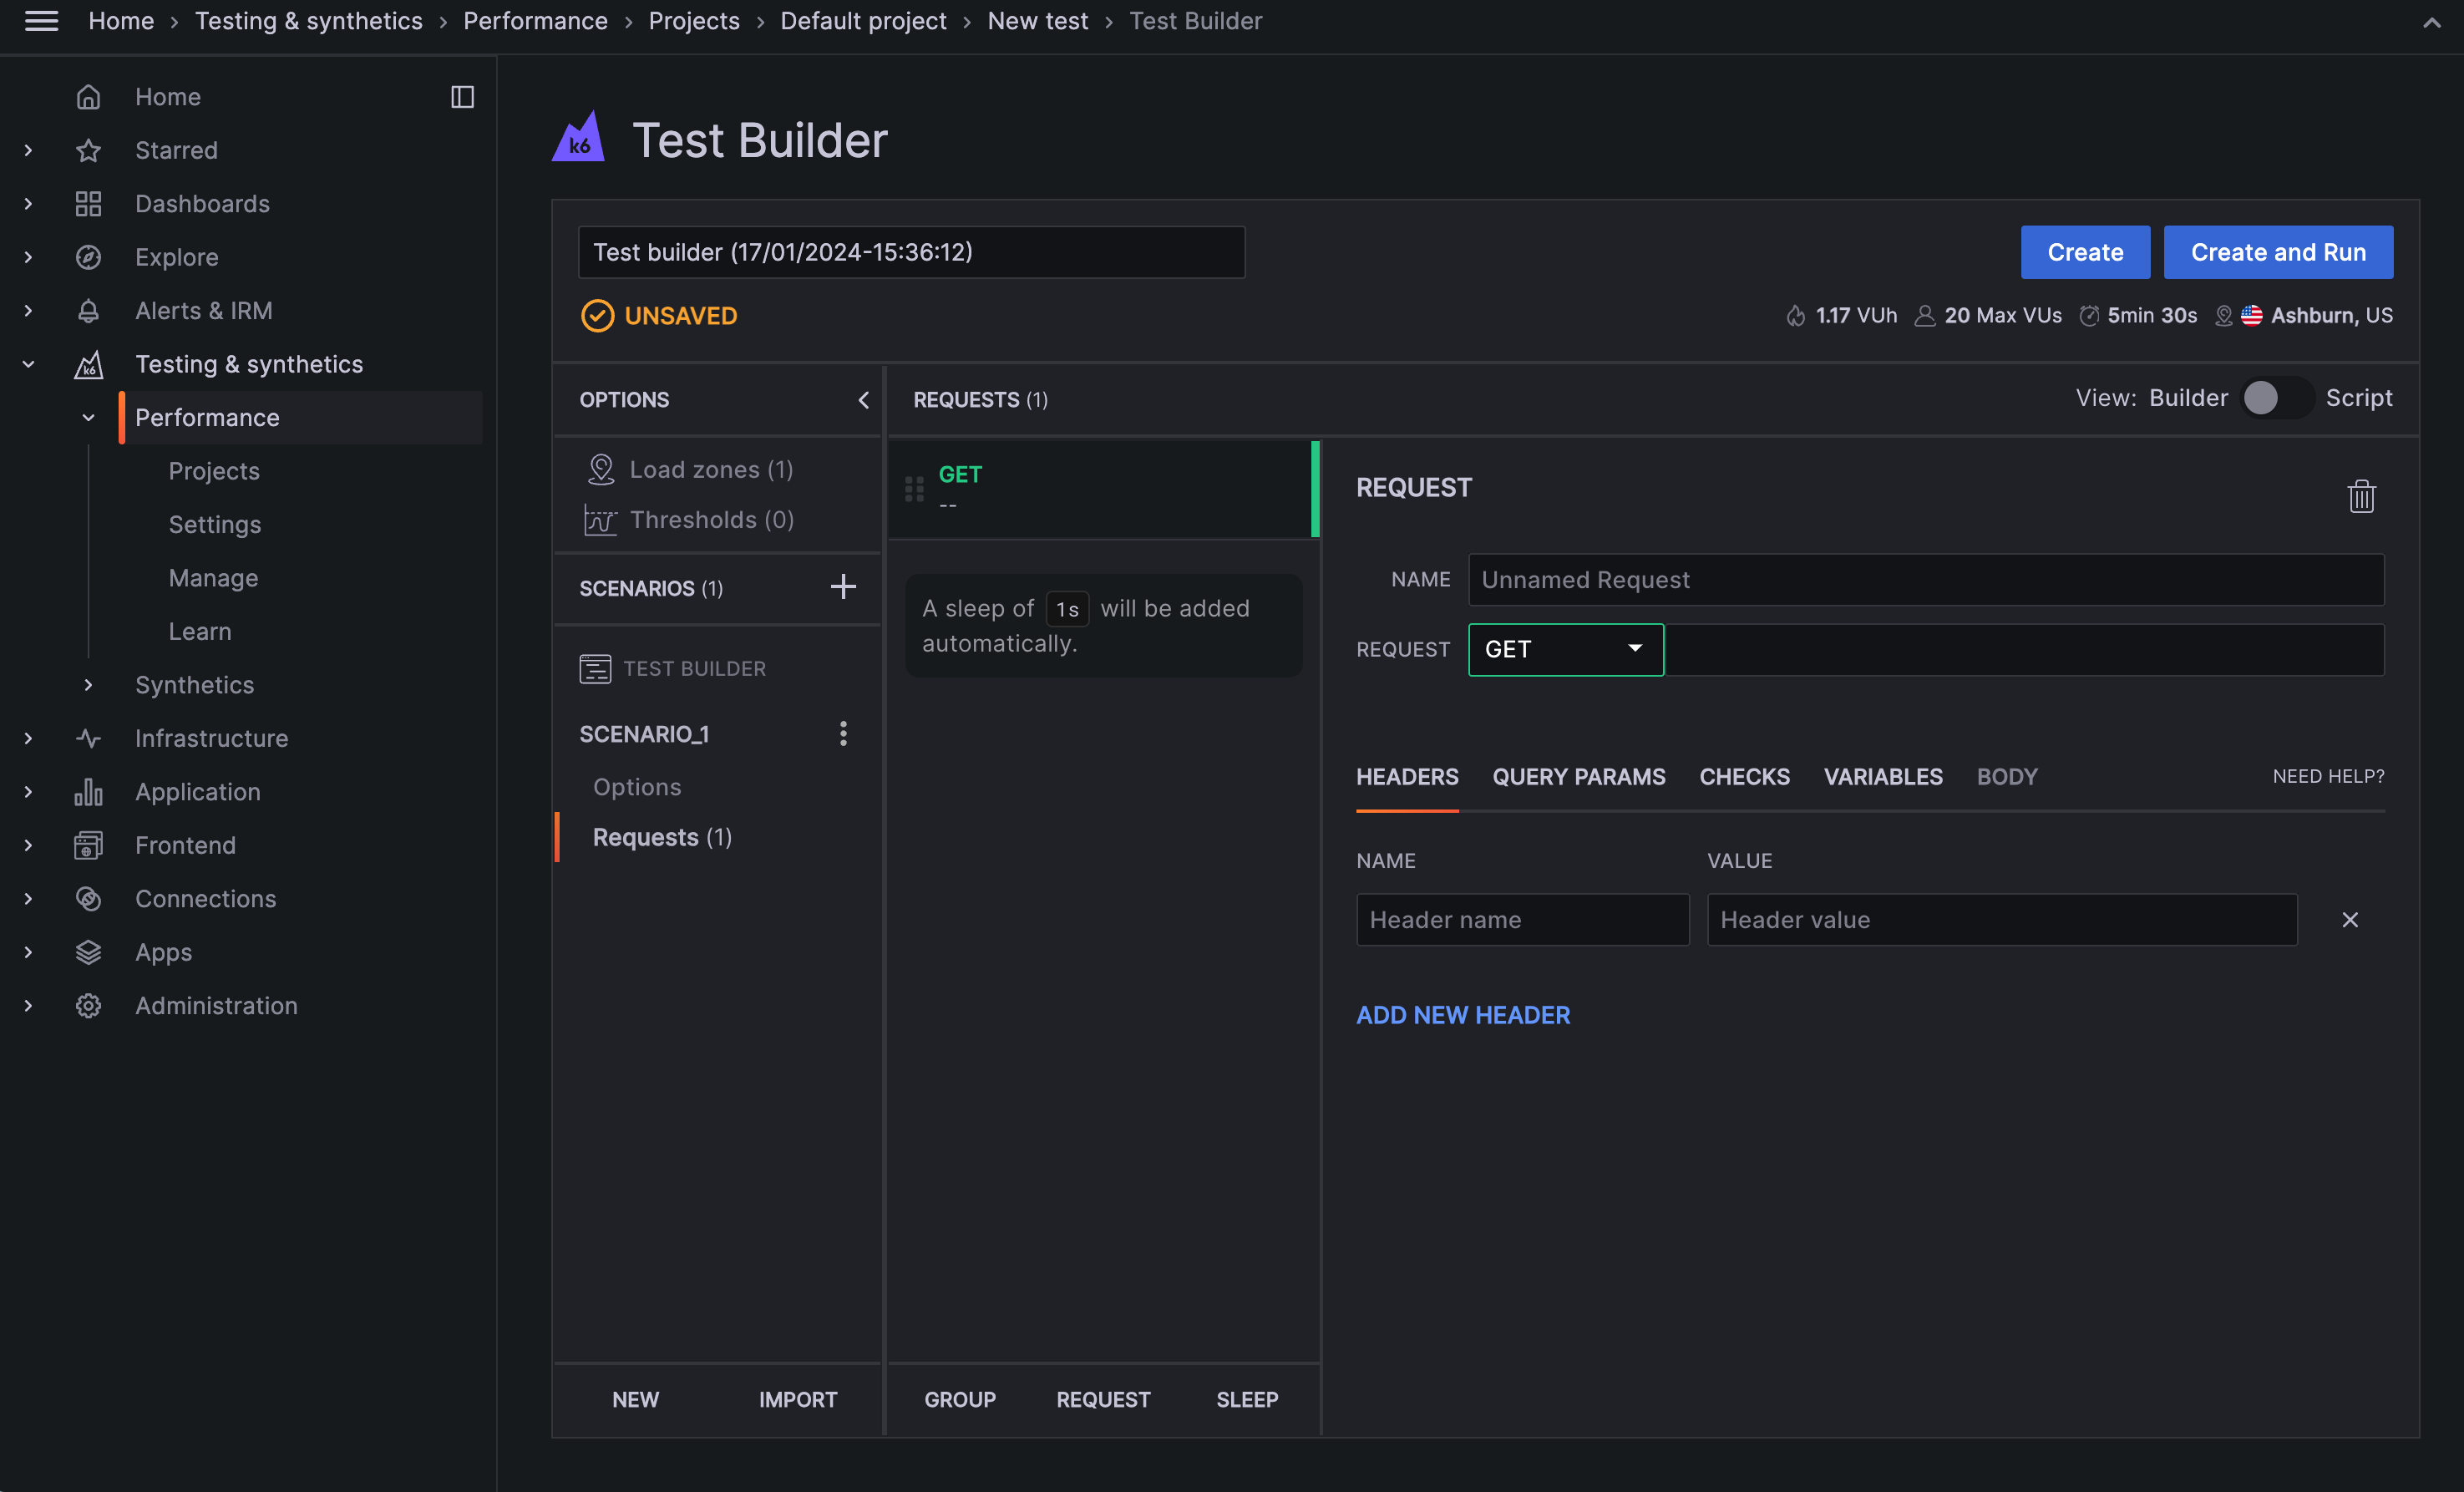 Home › Testing & synthetics › Performance › Projects › Default project › New test › Test Builder
Home
Starred
Dashboards
Explore
Alerts & IRM
k6 Testing & synthetics
Performance
Projects
Settings
Manage
Learn
Synthetics
Infrastructure
Application
Frontend
Connections
Apps
Administration
k6 Test Builder
Test builder (17/01/2024-15:36:12)
Create
Create and Run
UNSAVED
1.17 VUh 20 Max VUs 5min 30s Ashburn, US
OPTIONS
Load zones (1)
Thresholds (0)
SCENARIOS (1)
TEST BUILDER
SCENARIO_1
Options
Requests (1)
NEW
IMPORT
REQUESTS (1)
View: Builder Script
GET
--
A sleep of 1s will be added
automatically.
GROUP
REQUEST
SLEEP
REQUEST
NAME Unnamed Request
REQUEST GET
HEADERS QUERY PARAMS CHECKS VARIABLES BODY NEED HELP?
NAME VALUE
Header name Header value
ADD NEW HEADER